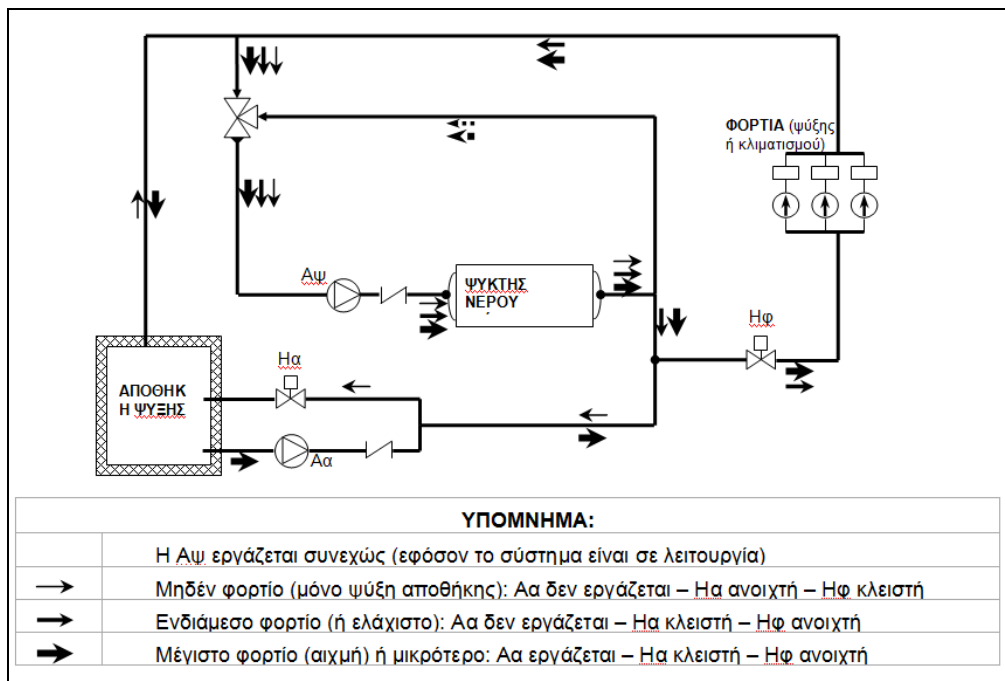 ΦΟΡΤΙΑ (ψύξης
ή κλιματισμού)
Αψ
ΨΥΚΤΗΣ
ΝΕΡΟΥ
Ηφ
Ηα
ΑΠΟΘΗΚ
Η ΨΥΞΗΣ
Αα
ΥΠΟΜΝΗΜΑ:
Η Αψ εργάζεται συνεχώς (εφόσον το σύστημα είναι σε λειτουργία)
Μηδέν φορτίο (μόνο ψύξη αποθήκης): Αα δεν εργάζεται – Ηα ανοιχτή – Ηφ κλειστή
Ενδιάμεσο φορτίο (ή ελάχιστο): Αα δεν εργάζεται – Ηα κλειστή – Ηφ ανοιχτή
Μέγιστο φορτίο (αιχμή) ή μικρότερο: Αα εργάζεται – Ηα κλειστή – Ηφ ανοιχτή